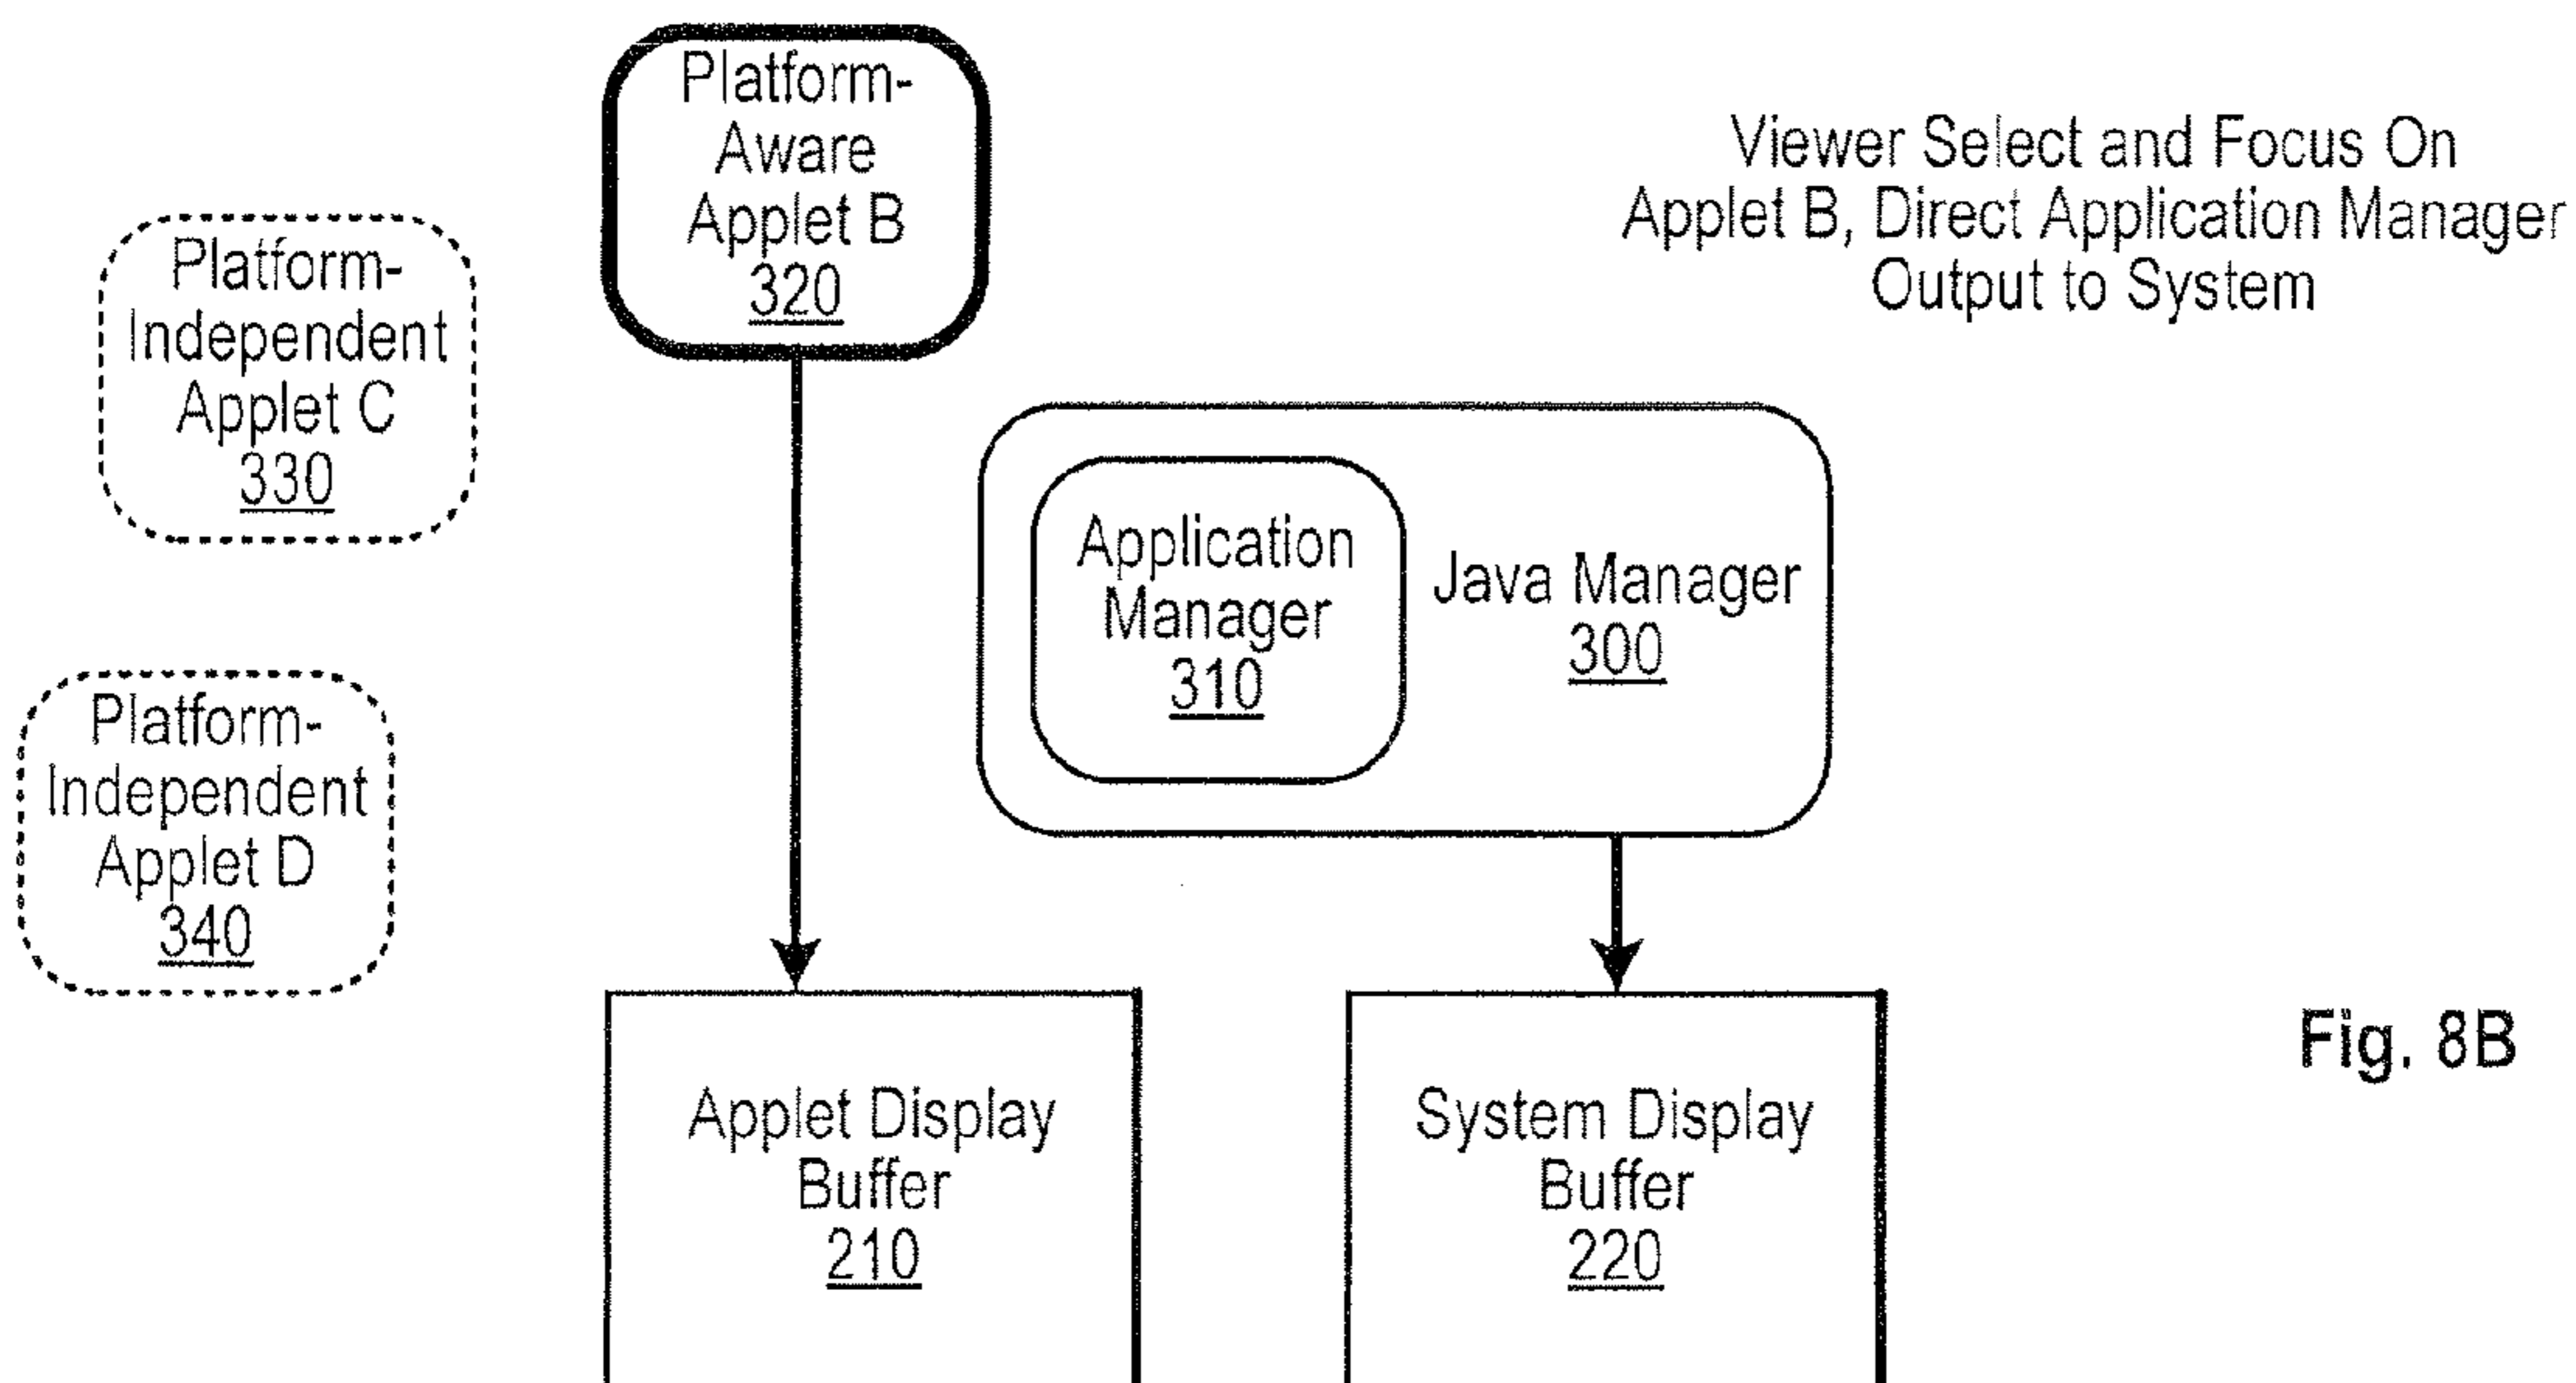 Platform-
Aware
Applet B
320
Viewer Select and Focus On
Applet B, Direct Application Manager
Output to System
Platform-
Independent
Applet C
330
Application
Manager
310
Java Manager
300
Platform-
Independent
Applet D
340
Applet Display
Buffer
210
System Display
Buffer
220
Fig. 8B